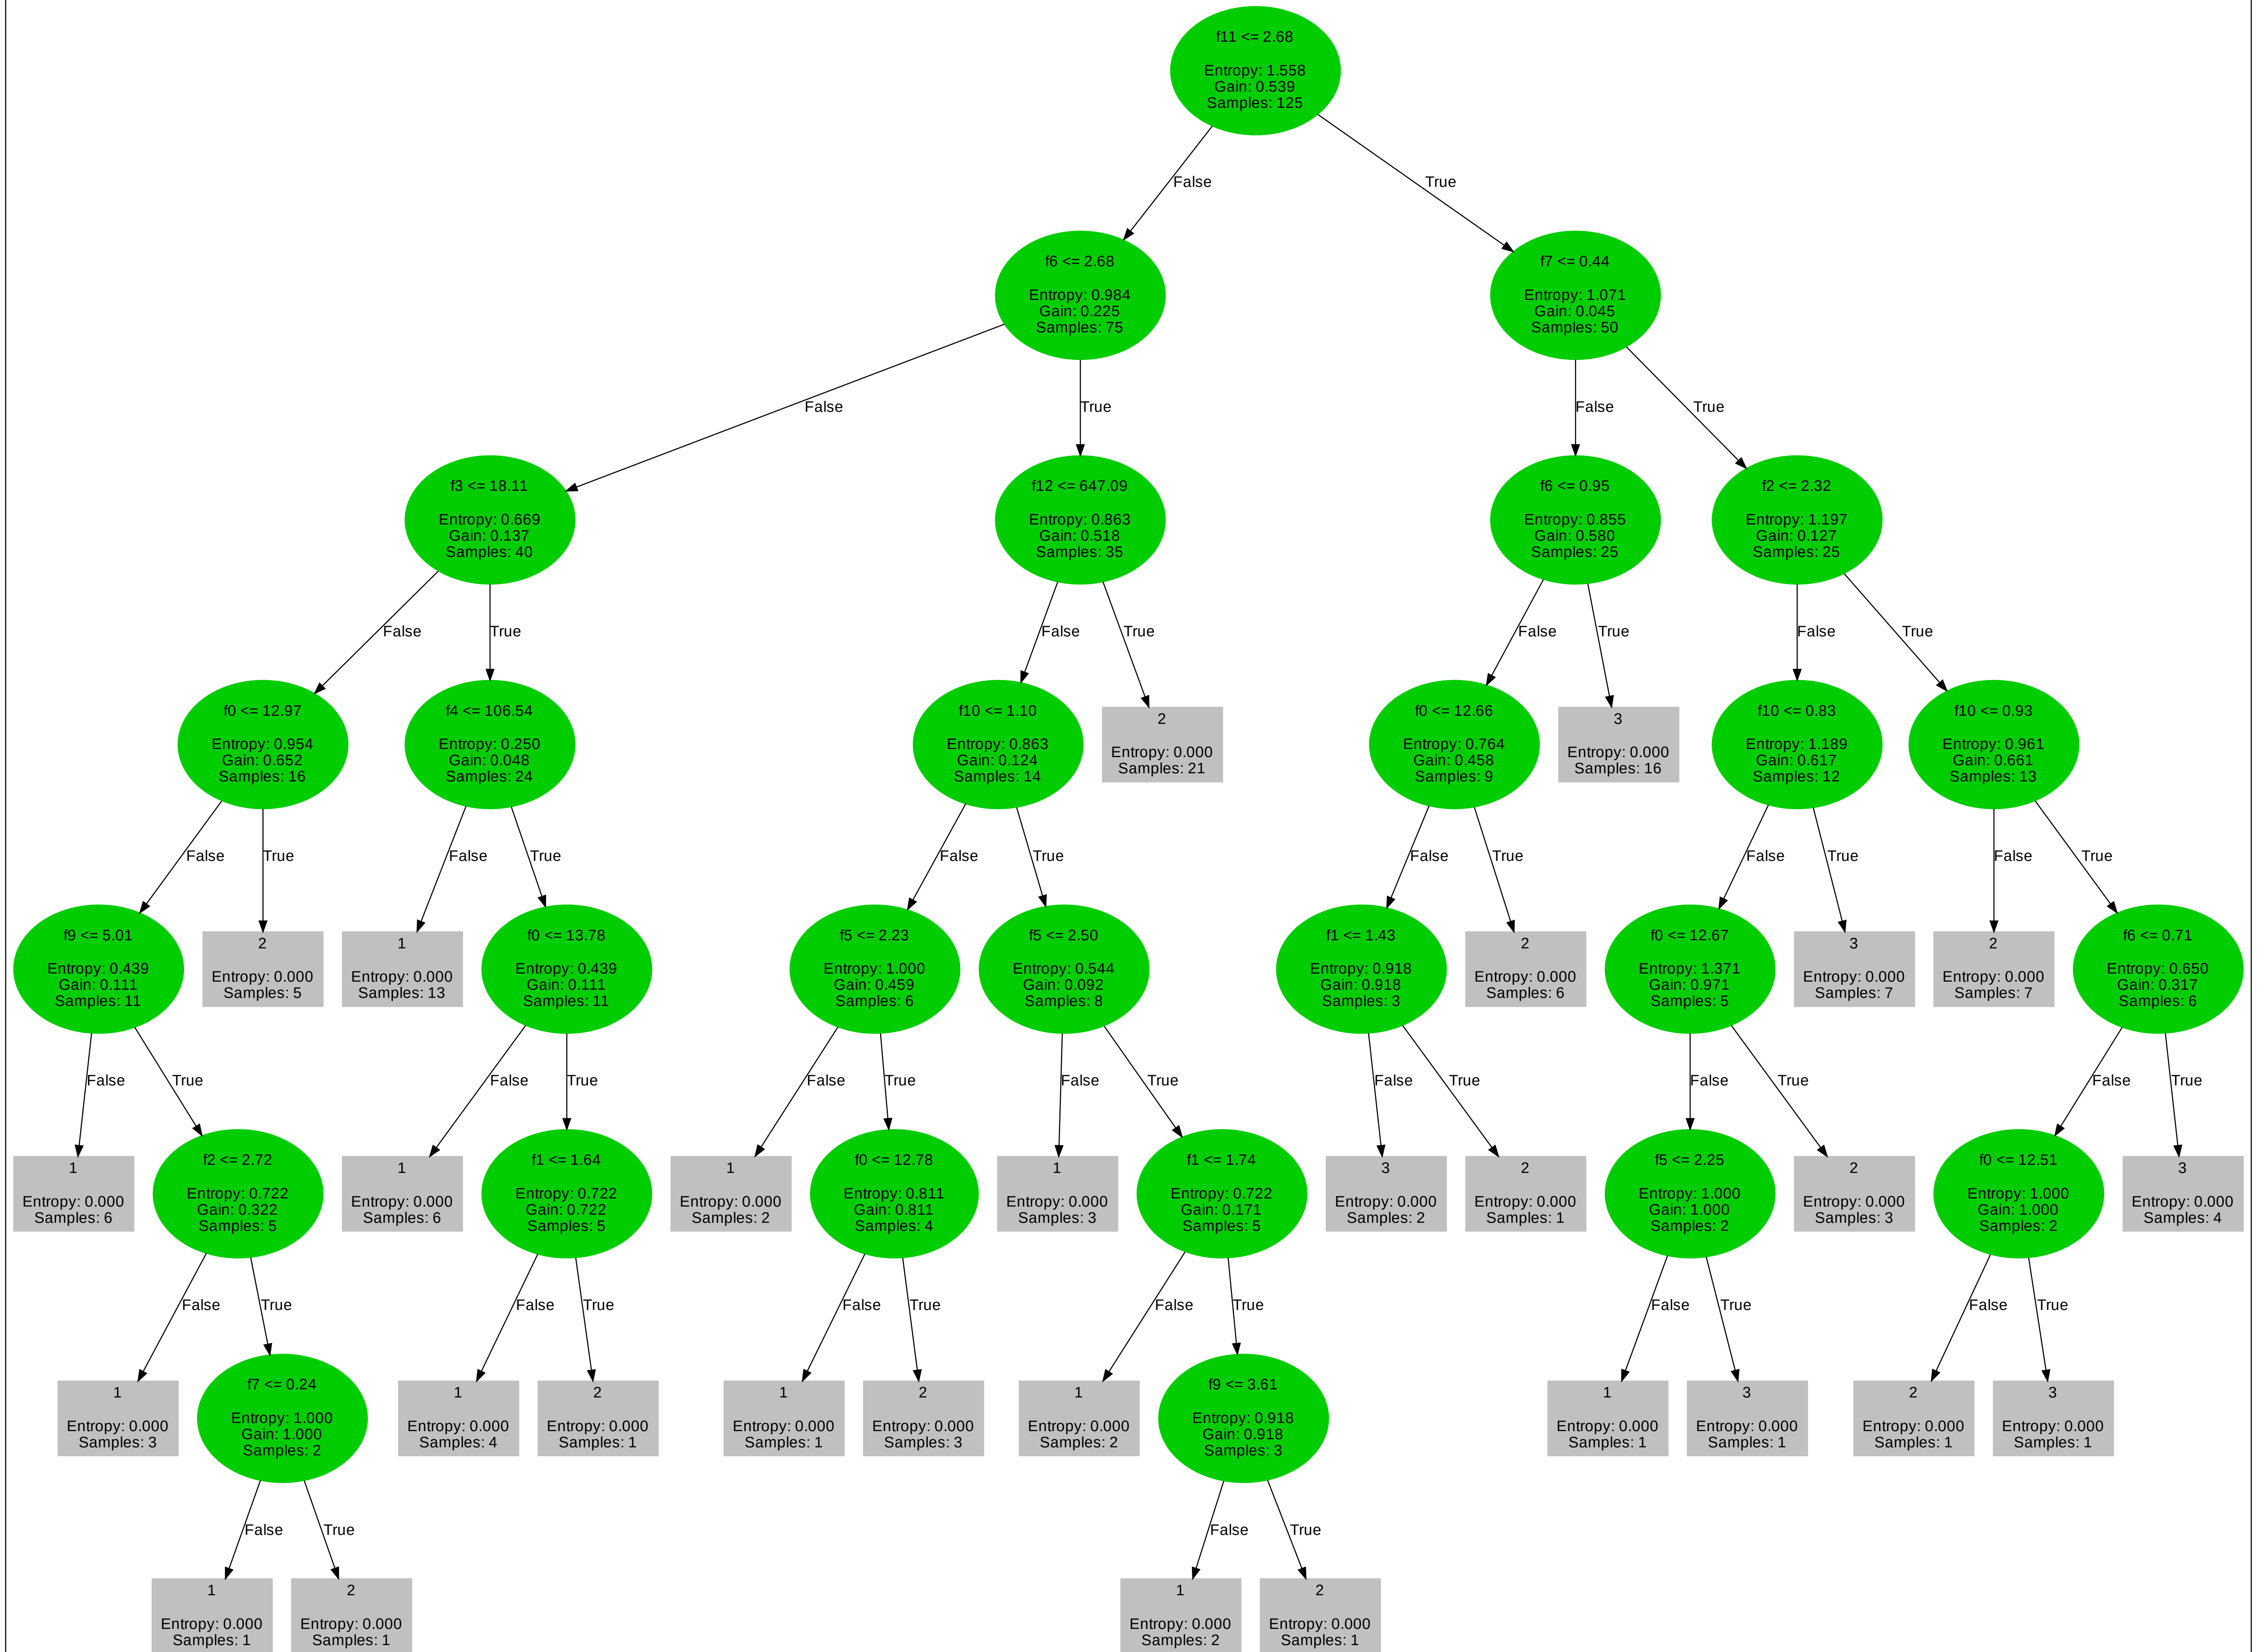 f11 <= 2.68
Entropy: 1.558
Gain: 0.539
Samples: 125
False
True
f6 <= 2.68
Entropy: 0.984
Gain: 0.225
Samples: 75
f7 <= 0.44
Entropy: 1.071
Gain: 0.045
Samples: 50
False
True
False
True
f3 <= 18.11
Entropy: 0.669
Gain: 0.137
Samples: 40
f12 <= 647.09
Entropy: 0.863
Gain: 0.518
Samples: 35
f6 <= 0.95
Entropy: 0.855
Gain: 0.580
Samples: 25
f2 <= 2.32
Entropy: 1.197
Gain: 0.127
Samples: 25
False
True
False
True
False
True
False
True
f0 <= 12.97
Entropy: 0.954
Gain: 0.652
Samples: 16
f4 <= 106.54
Entropy: 0.250
Gain: 0.048
Samples: 24
f10 <= 1.10
Entropy: 0.863
Gain: 0.124
Samples: 14
2
Entropy: 0.000
Samples: 21
f0 <= 12.66
Entropy: 0.764
Gain: 0.458
Samples: 9
3
Entropy: 0.000
Samples: 16
f10 <= 0.83
Entropy: 1.189
Gain: 0.617
Samples: 12
f10 <= 0.93
Entropy: 0.961
Gain: 0.661
Samples: 13
False
True
False
True
False
True
False
True
False
True
False
True
f9 <= 5.01
Entropy: 0.439
Gain: 0.111
Samples: 11
2
Entropy: 0.000
Samples: 5
1
Entropy: 0.000
Samples: 13
f0 <= 13.78
Entropy: 0.439
Gain: 0.111
Samples: 11
f5 <= 2.23
Entropy: 1.000
Gain: 0.459
Samples: 6
f5 <= 2.50
Entropy: 0.544
Gain: 0.092
Samples: 8
f1 <= 1.43
Entropy: 0.918
Gain: 0.918
Samples: 3
2
Entropy: 0.000
Samples: 6
f0 <= 12.67
Entropy: 1.371
Gain: 0.971
Samples: 5
3
Entropy: 0.000
Samples: 7
2
Entropy: 0.000
Samples: 7
f6 <= 0.71
Entropy: 0.650
Gain: 0.317
Samples: 6
False
True
False
True
False
True
False
True
False
True
False
True
False
True
1
Entropy: 0.000
Samples: 6
f2 <= 2.72
Entropy: 0.722
Gain: 0.322
Samples: 5
1
Entropy: 0.000
Samples: 6
f1 <= 1.64
Entropy: 0.722
Gain: 0.722
Samples: 5
1
Entropy: 0.000
Samples: 2
f0 <= 12.78
Entropy: 0.811
Gain: 0.811
Samples: 4
1
Entropy: 0.000
Samples: 3
f1 <= 1.74
Entropy: 0.722
Gain: 0.171
Samples: 5
3
Entropy: 0.000
Samples: 2
2
Entropy: 0.000
Samples: 1
f5 <= 2.25
Entropy: 1.000
Gain: 1.000
Samples: 2
2
Entropy: 0.000
Samples: 3
f0 <= 12.51
Entropy: 1.000
Gain: 1.000
Samples: 2
3
Entropy: 0.000
Samples: 4
False
True
False
True
False
True
False
True
False
True
False
True
1
Entropy: 0.000
Samples: 3
f7 <= 0.24
Entropy: 1.000
Gain: 1.000
Samples: 2
1
Entropy: 0.000
Samples: 4
2
Entropy: 0.000
Samples: 1
1
Entropy: 0.000
Samples: 1
2
Entropy: 0.000
Samples: 3
1
Entropy: 0.000
Samples: 2
f9 <= 3.61
Entropy: 0.918
Gain: 0.918
Samples: 3
1
Entropy: 0.000
Samples: 1
3
Entropy: 0.000
Samples: 1
2
Entropy: 0.000
Samples: 1
3
Entropy: 0.000
Samples: 1
False
True
False
True
1
Entropy: 0.000
Samples: 1
2
Entropy: 0.000
Samples: 1
1
Entropy: 0.000
Samples: 2
2
Entropy: 0.000
Samples: 1